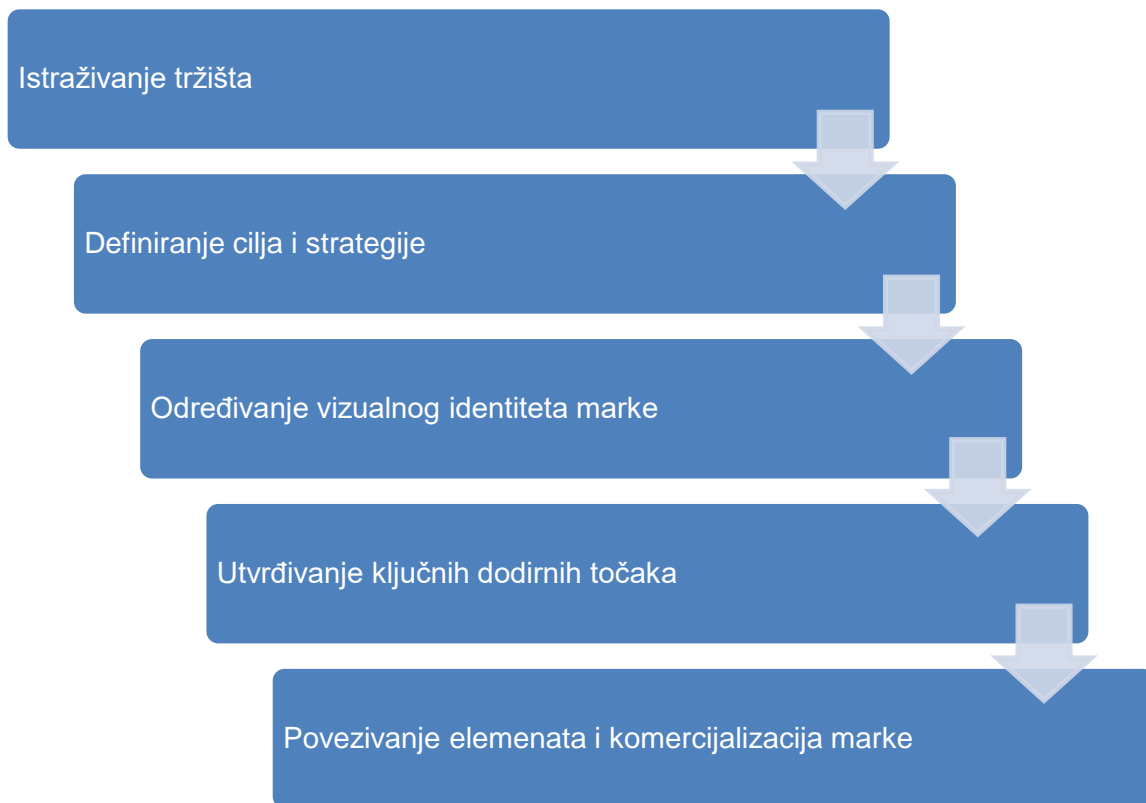 Istraživanje tržišta
Definiranje cilja i strategije
Određivanje vizualnog identiteta marke
Utvrđivanje ključnih dodirnih točaka
Povezivanje elemenata i komercijalizacija marke